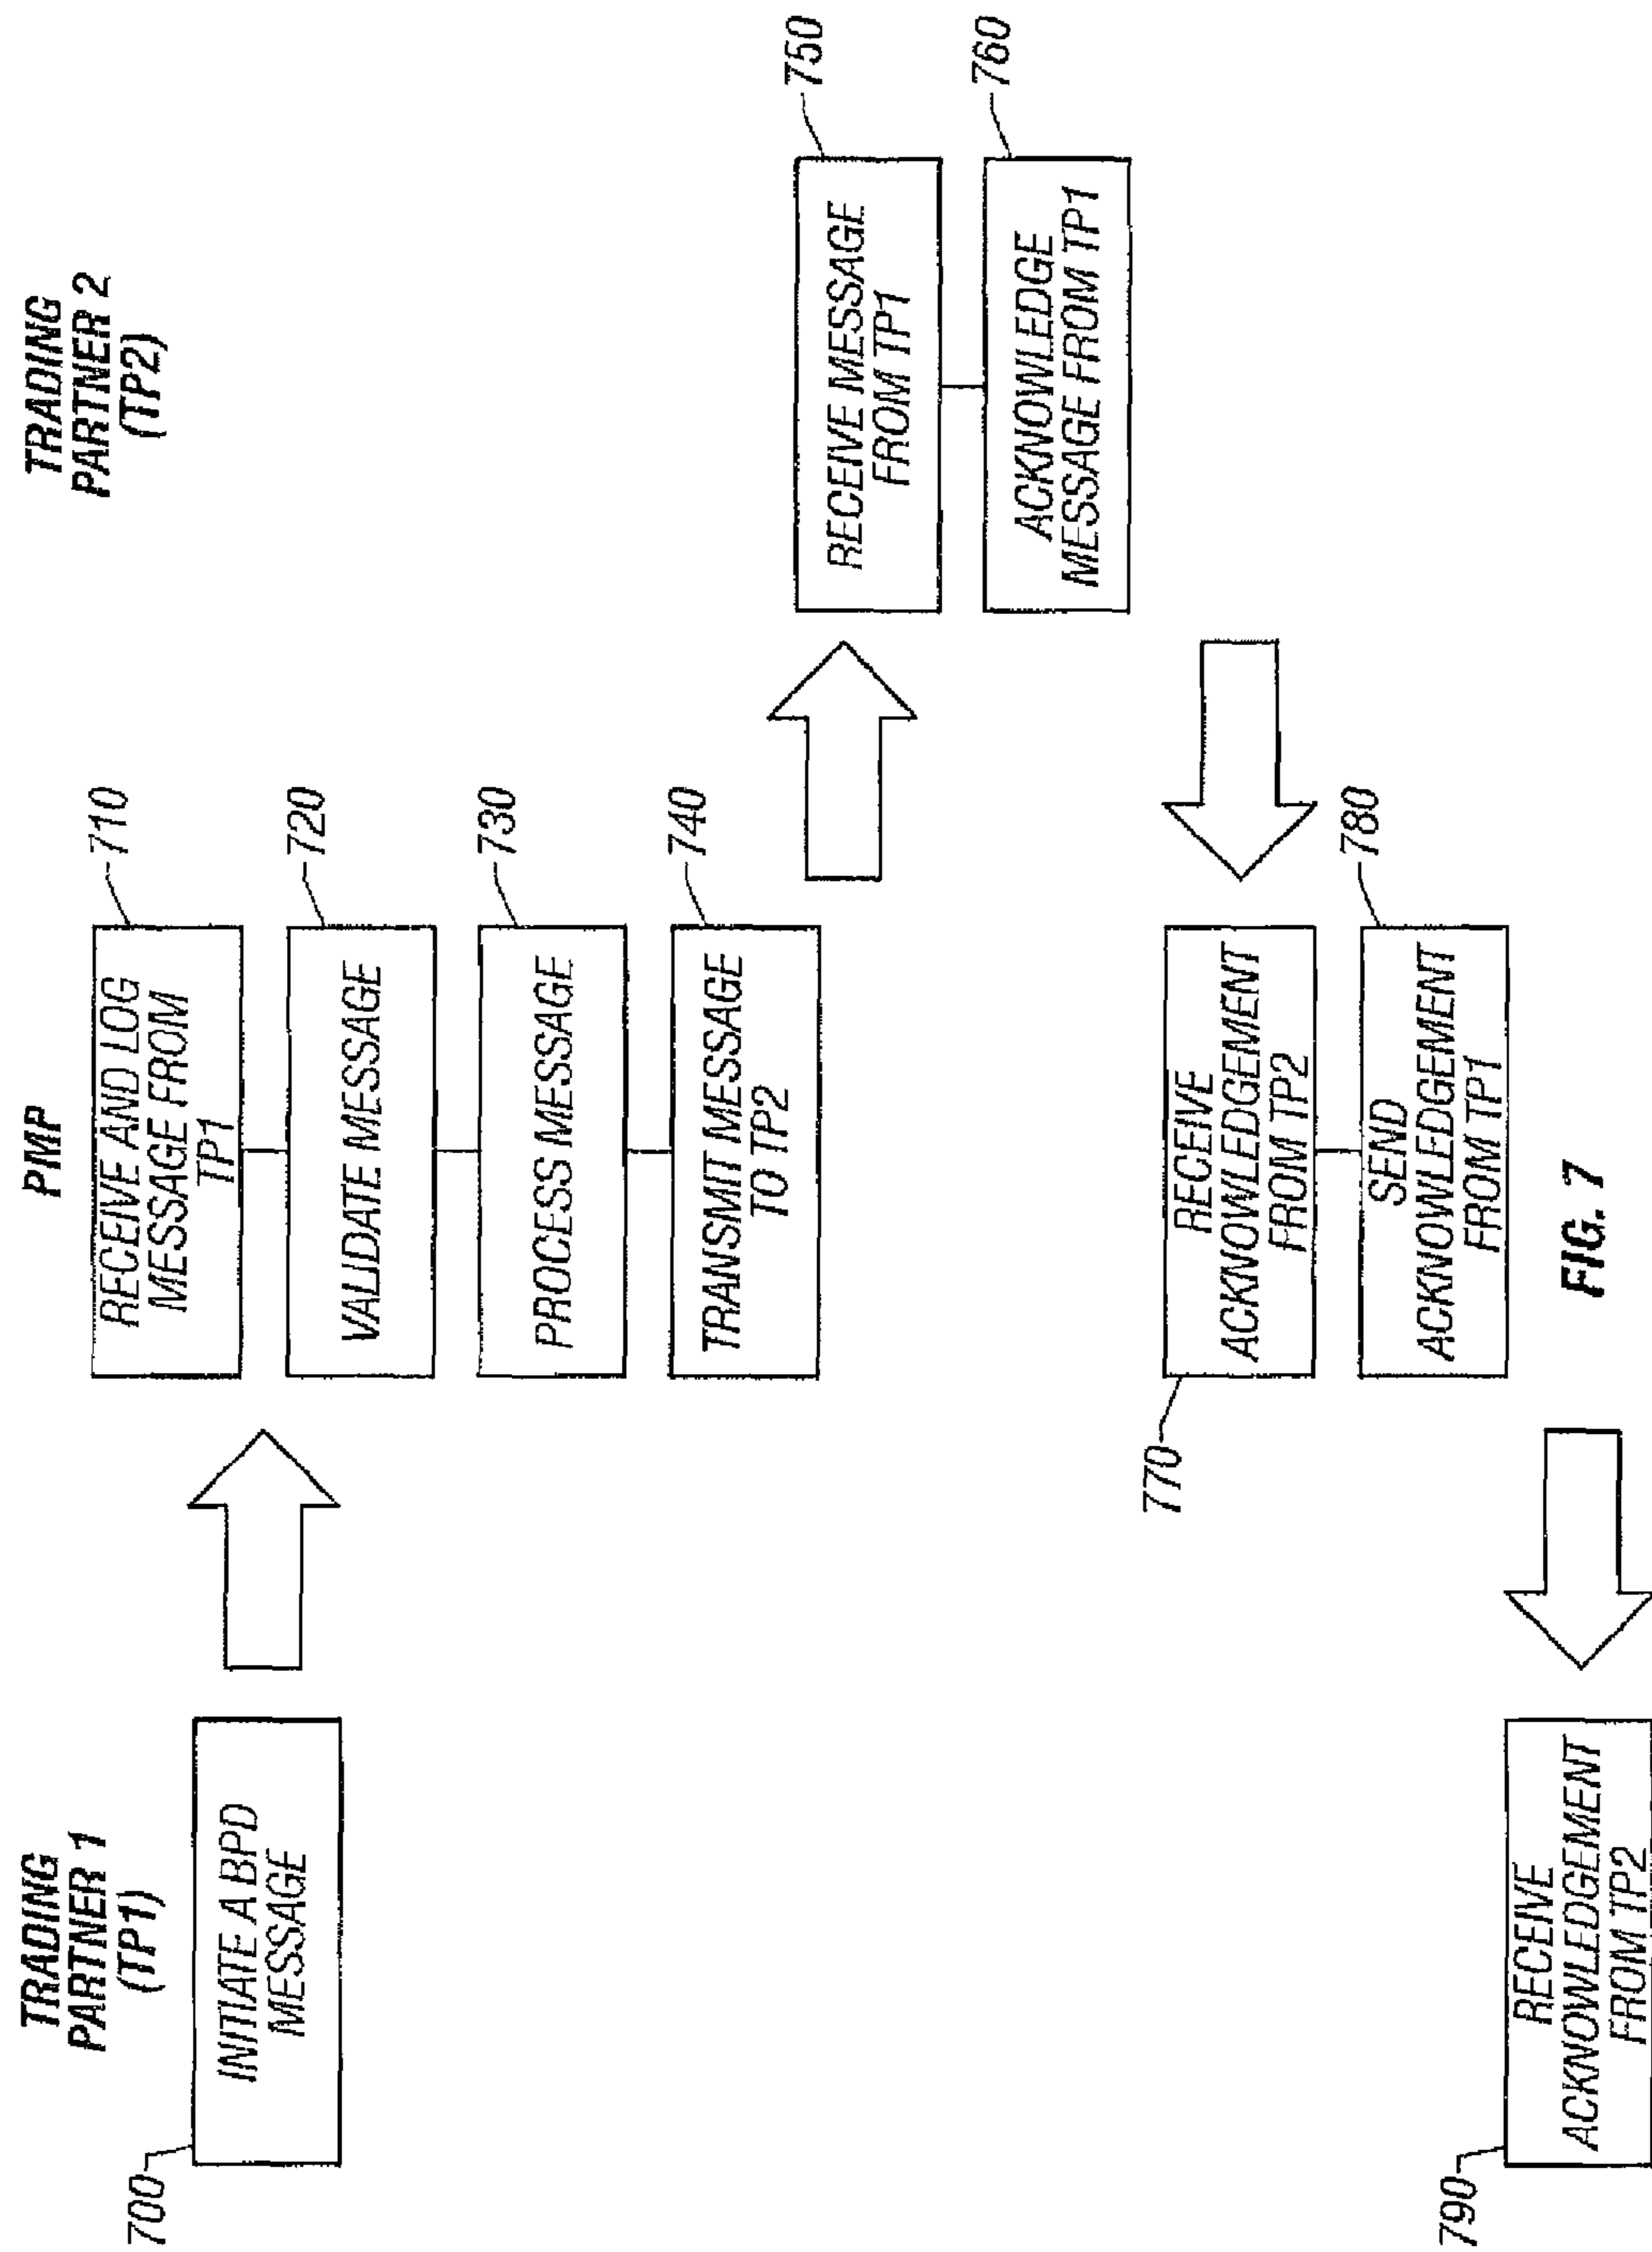 TRADING
PARTNER 1
(TP1)
PMP
TRADING
PARTNER 2
(TP2)
700
INITIATE A BPD
MESSAGE
RECEIVE AND LOG
MESSAGE FROM
TP1
710
VALIDATE MESSAGE
720
PROCESS MESSAGE
730
TRANSMIT MESSAGE
TO TP2
740
RECEIVE MESSAGE
FROM TP1
750
ACKNOWLEDGE
MESSAGE FROM TP1
760
770
RECEIVE
ACKNOWLEDGEMENT
FROM TP2
SEND
ACKNOWLEDGEMENT
FROM TP1
780
790
RECEIVE
ACKNOWLEDGEMENT
FROM TP2
FIG. 7